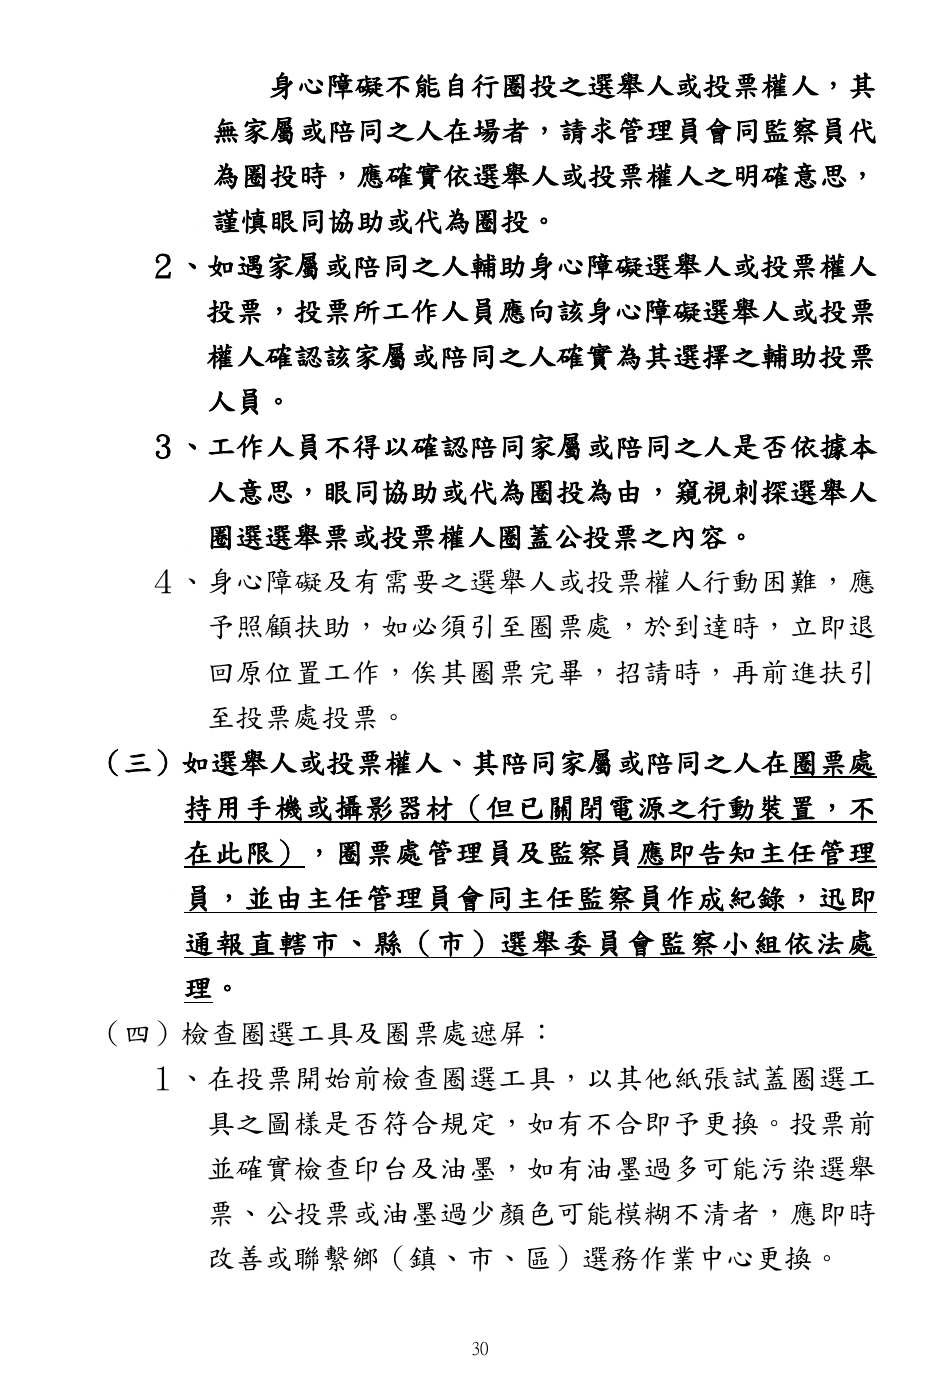 身心障礙不能自行圈投之選舉人或投票權人，其
無家屬或陪同之人在場者，請求管理員會同監察員代
為圈投時，應確實依選舉人或投票權人之明確意思，
謹慎眼同協助或代為圈投。
２、如遇家屬或陪同之人輔助身心障礙選舉人或投票權人
投票，投票所工作人員應向該身心障礙選舉人或投票
權人確認該家屬或陪同之人確實為其選擇之輔助投票
人員。
３、工作人員不得以確認陪同家屬或陪同之人是否依據本
人意思，眼同協助或代為圈投為由，窺視刺探選舉人
圈選選舉票或投票權人圈蓋公投票之內容。
４、身心障礙及有需要之選舉人或投票權人行動困難，應
予照顧扶助，如必須引至圈票處，於到達時，立即退
回原位置工作，俟其圈票完畢，招請時，再前進扶引
至投票處投票。
（三）如選舉人或投票權人、其陪同家屬或陪同之人在圈票處
持用手機或攝影器材（但已關閉電源之行動裝置，不
在此限），圈票處管理員及監察員應即告知主任管理
員，並由主任管理員會同主任監察員作成紀錄，迅即
通報直轄市、縣（市）選舉委員會監察小組依法處
理。
（四）檢查圈選工具及圈票處遮屏：
１、在投票開始前檢查圈選工具，以其他紙張試蓋圈選工
具之圖樣是否符合規定，如有不合即予更換。投票前
並確實檢查印台及油墨，如有油墨過多可能污染選舉
票、公投票或油墨過少顏色可能模糊不清者，應即時
改善或聯繫鄉（鎮、市、區）選務作業中心更換。
30